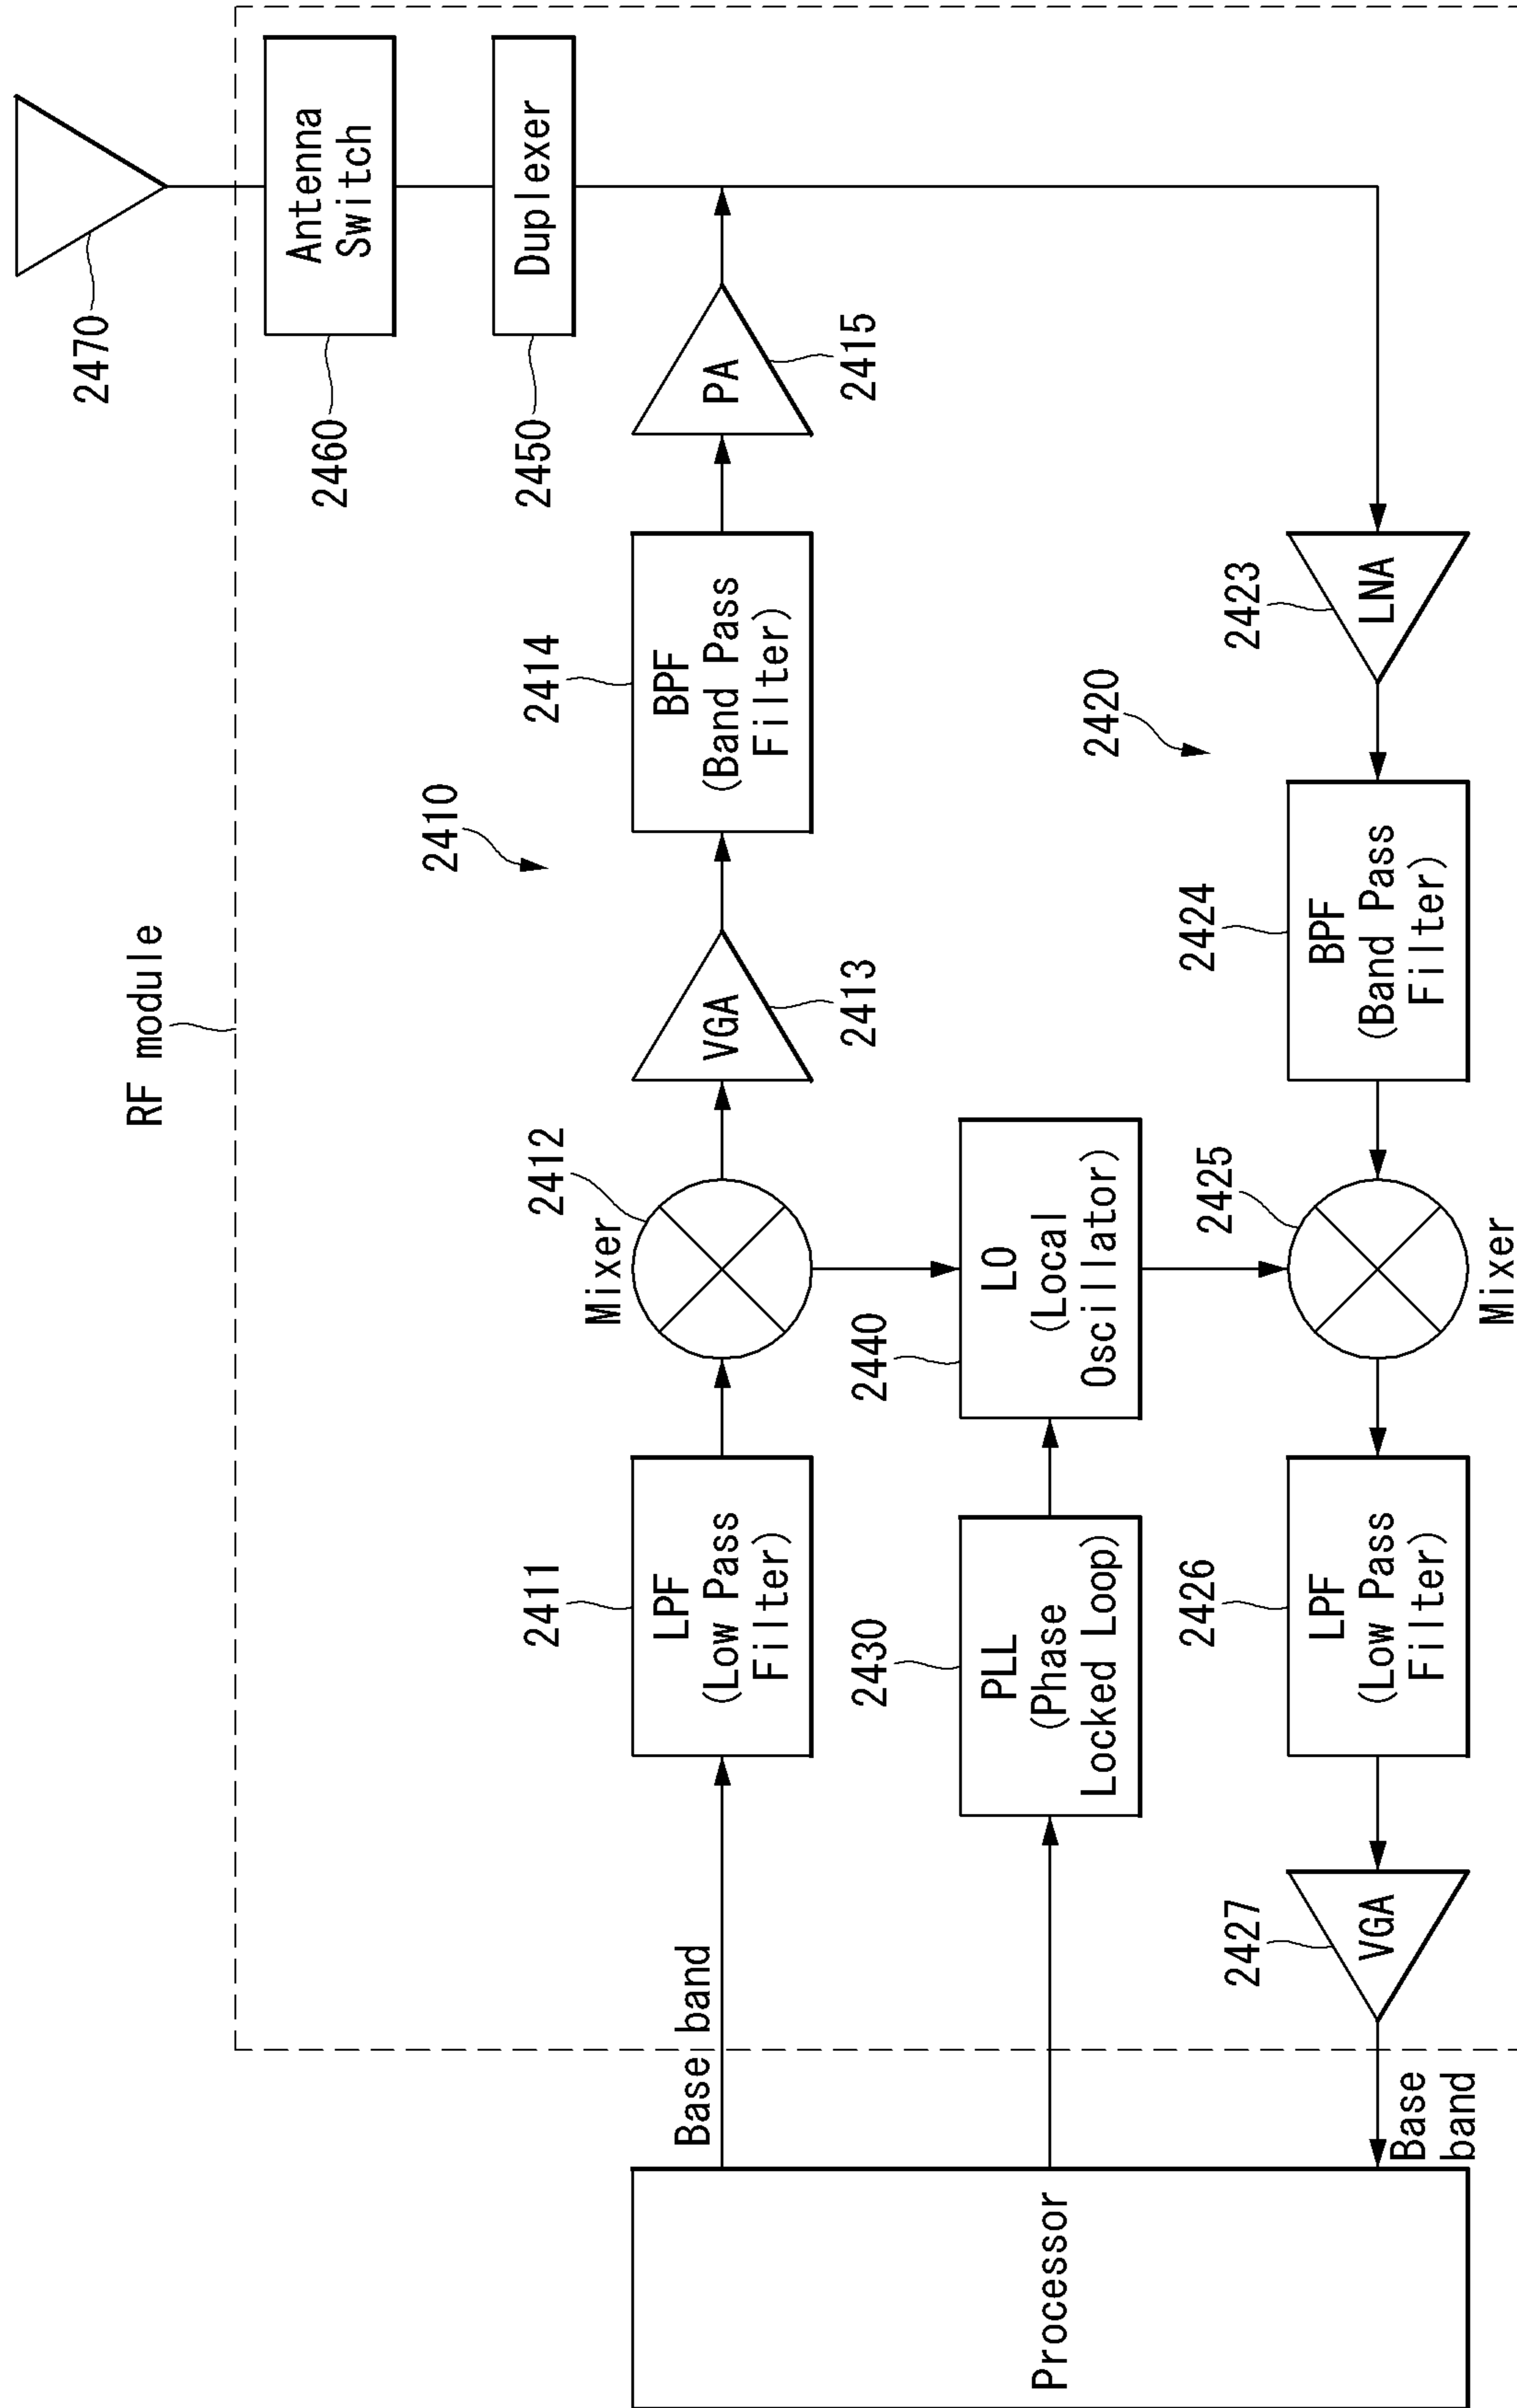 RF module
2470
Antenna
Switch
2460
Duplexer
2450
2410
2411
LPF
(Low Pass
Filter)
Mixer
2412
VGA
2413
2414
BPF
(Band Pass
Filter)
PA
2415
Base band
Processor
2430
PLL
(Phase
Locked Loop)
2440
LO
(Local
Oscillator)
2420
2423
LNA
2424
BPF
(Band Pass
Filter)
2425
Mixer
2426
LPF
(Low Pass
Filter)
2427
VGA
Base
band